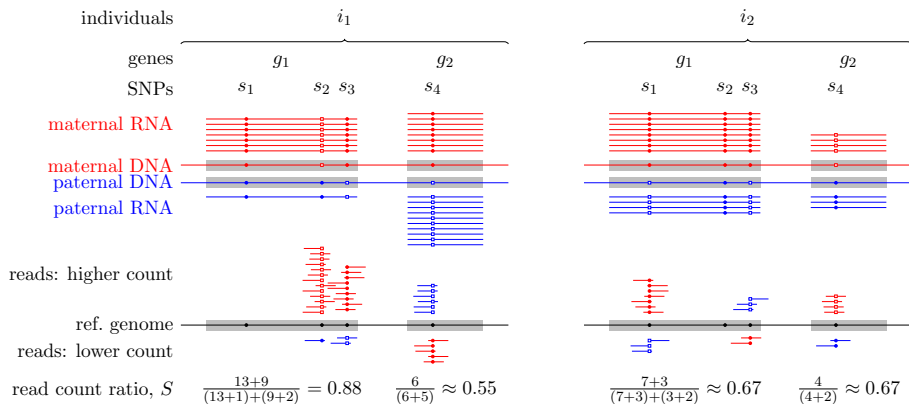 individuals i₁ i₂
genes g₁ g₂ g₁ g₂
SNPs s₁ s₂ s₃ s₄ s₁ s₂ s₃ s₄
maternal RNA
maternal DNA
paternal DNA
paternal RNA
reads: higher count
ref. genome
reads: lower count
read count ratio, S 13+9/(13+1)+(9+2) = 0.88 6/(6+5) ≈ 0.55 7+3/(7+3)+(3+2) ≈ 0.67 4/(4+2) ≈ 0.67